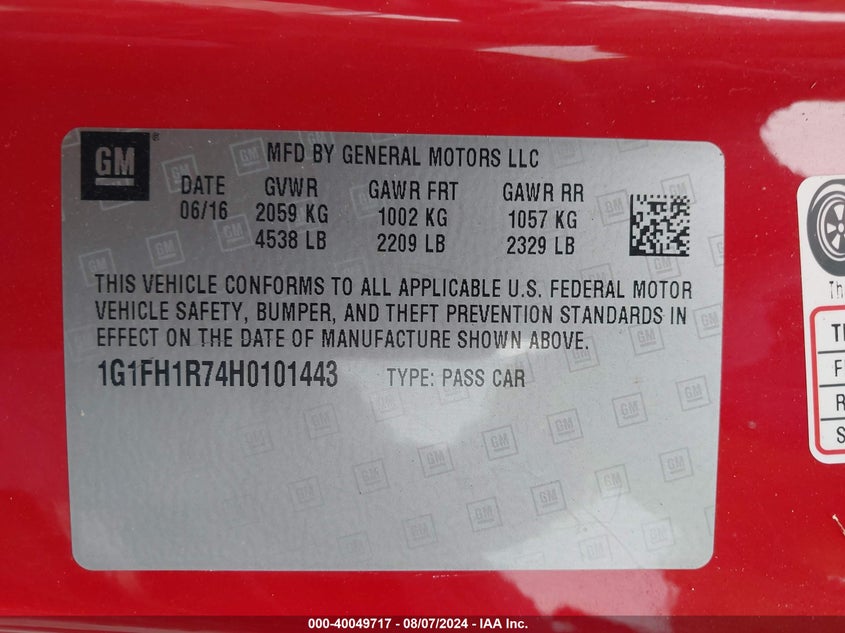 GM
®
MFD BY GENERAL MOTORS LLC
DATE GVWR GAWR FRT GAWR RR
06/16 2059 KG 1002 KG 1057 KG
4538 LB 2209 LB 2329 LB
THIS VEHICLE CONFORMS TO ALL APPLICABLE U.S. FEDERAL MOTOR
VEHICLE SAFETY, BUMPER, AND THEFT PREVENTION STANDARDS IN
EFFECT ON THE DATE OF MANUFACTURE SHOWN ABOVE.
1G1FH1R74H0101443 TYPE: PASS CAR
000-40049717 - 08/07/2024 - IAA Inc.